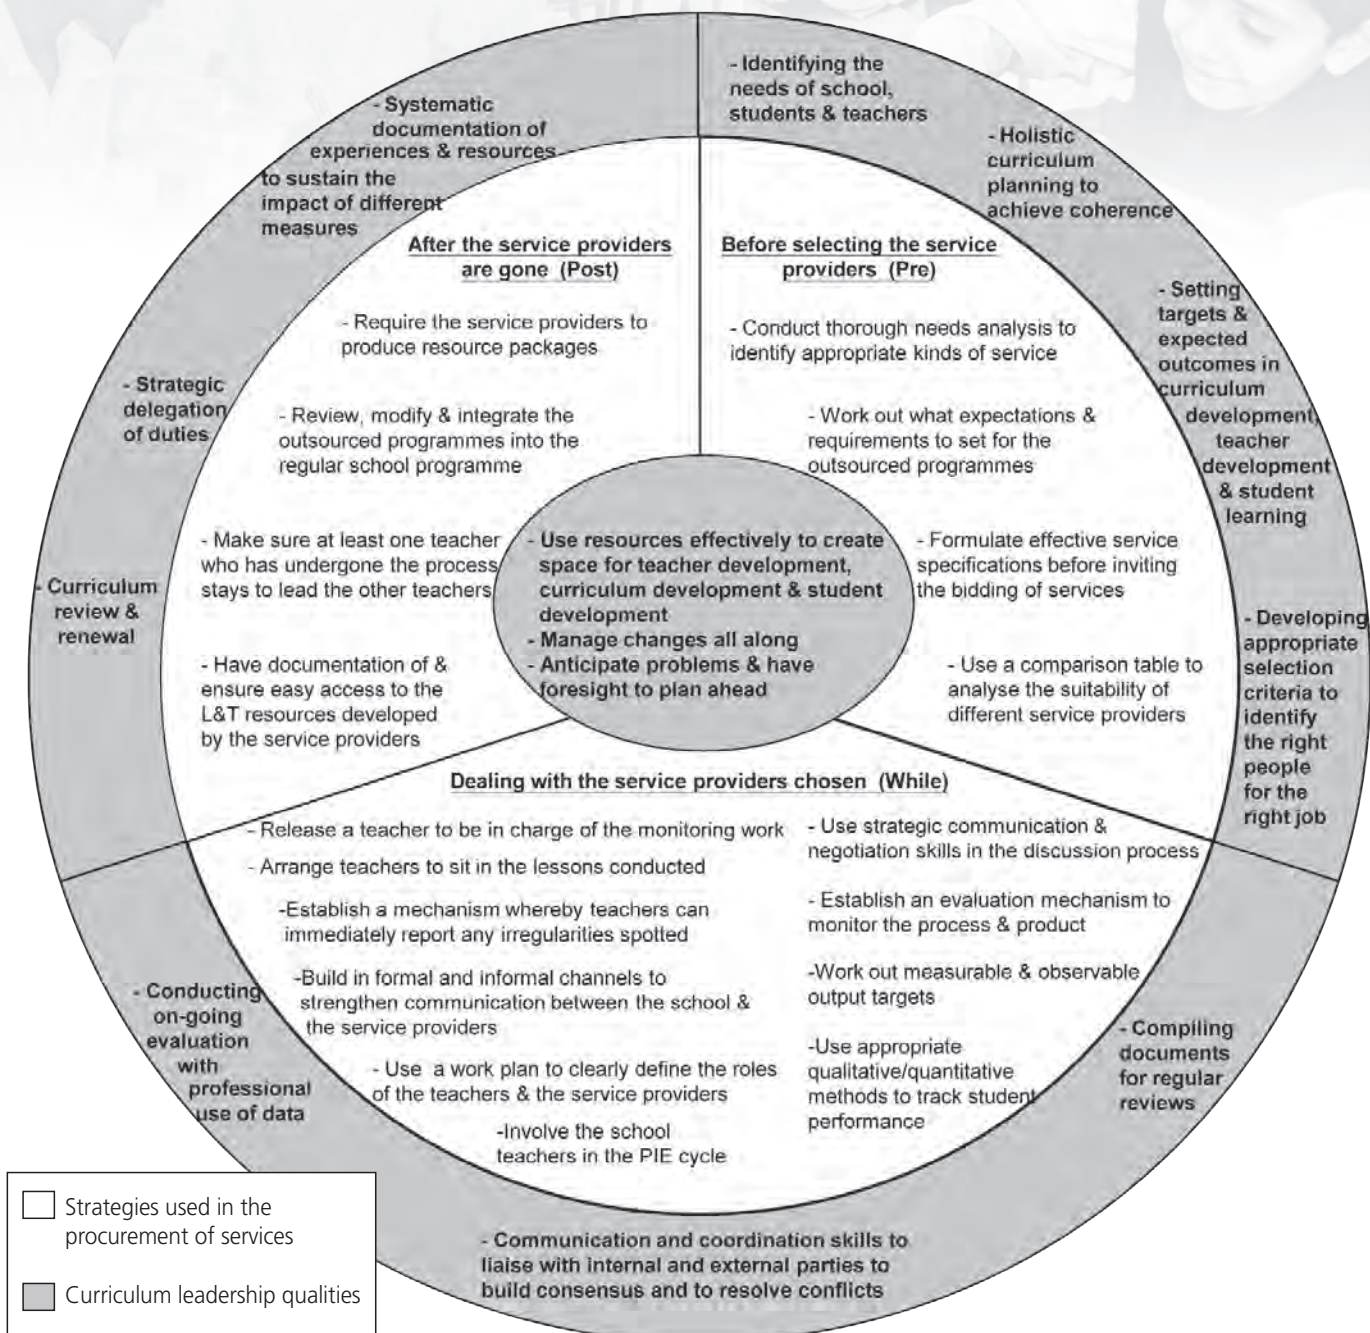 - Identifying the
needs of school,
students & teachers
- Holistic
curriculum
planning to
achieve coherence
- Setting
targets &
expected
outcomes in
curriculum
development,
teacher
development
& student
learning
- Developing
appropriate
selection
criteria to
identify
the right
people
for the
right job
Before selecting the service
providers (Pre)
- Conduct thorough needs analysis to
identify appropriate kinds of service
- Work out what expectations &
requirements to set for the
outsourced programmes
- Formulate effective service
specifications before inviting
the bidding of services
- Use a comparison table to
analyse the suitability of
different service providers
- Use resources effectively to create
space for teacher development,
curriculum development & student
development
- Manage changes all along
- Anticipate problems & have
foresight to plan ahead
Dealing with the service providers chosen (While)
- Release a teacher to be in charge of the monitoring work
- Arrange teachers to sit in the lessons conducted
-Establish a mechanism whereby teachers can
immediately report any irregularities spotted
-Build in formal and informal channels to
strengthen communication between the school &
the service providers
- Use a work plan to clearly define the roles
of the teachers & the service providers
-Involve the school
teachers in the PIE cycle
- Use strategic communication &
negotiation skills in the discussion process
- Establish an evaluation mechanism to
monitor the process & product
-Work out measurable & observable
output targets
-Use appropriate
qualitative/quantitative
methods to track student
performance
- Compiling
documents
for regular
reviews
- Communication and coordination skills to
liaise with internal and external parties to
build consensus and to resolve conflicts
- Conducting
on-going
evaluation
with
professional
use of data
After the service providers
are gone (Post)
- Require the service providers to
produce resource packages
- Review, modify & integrate the
outsourced programmes into the
regular school programme
- Make sure at least one teacher
who has undergone the process
stays to lead the other teachers
- Have documentation of &
ensure easy access to the
L&T resources developed
by the service providers
- Systematic
documentation of
experiences & resources
to sustain the
impact of different
measures
- Strategic
delegation
of duties
- Curriculum
review &
renewal
Strategies used in the
procurement of services
Curriculum leadership qualities